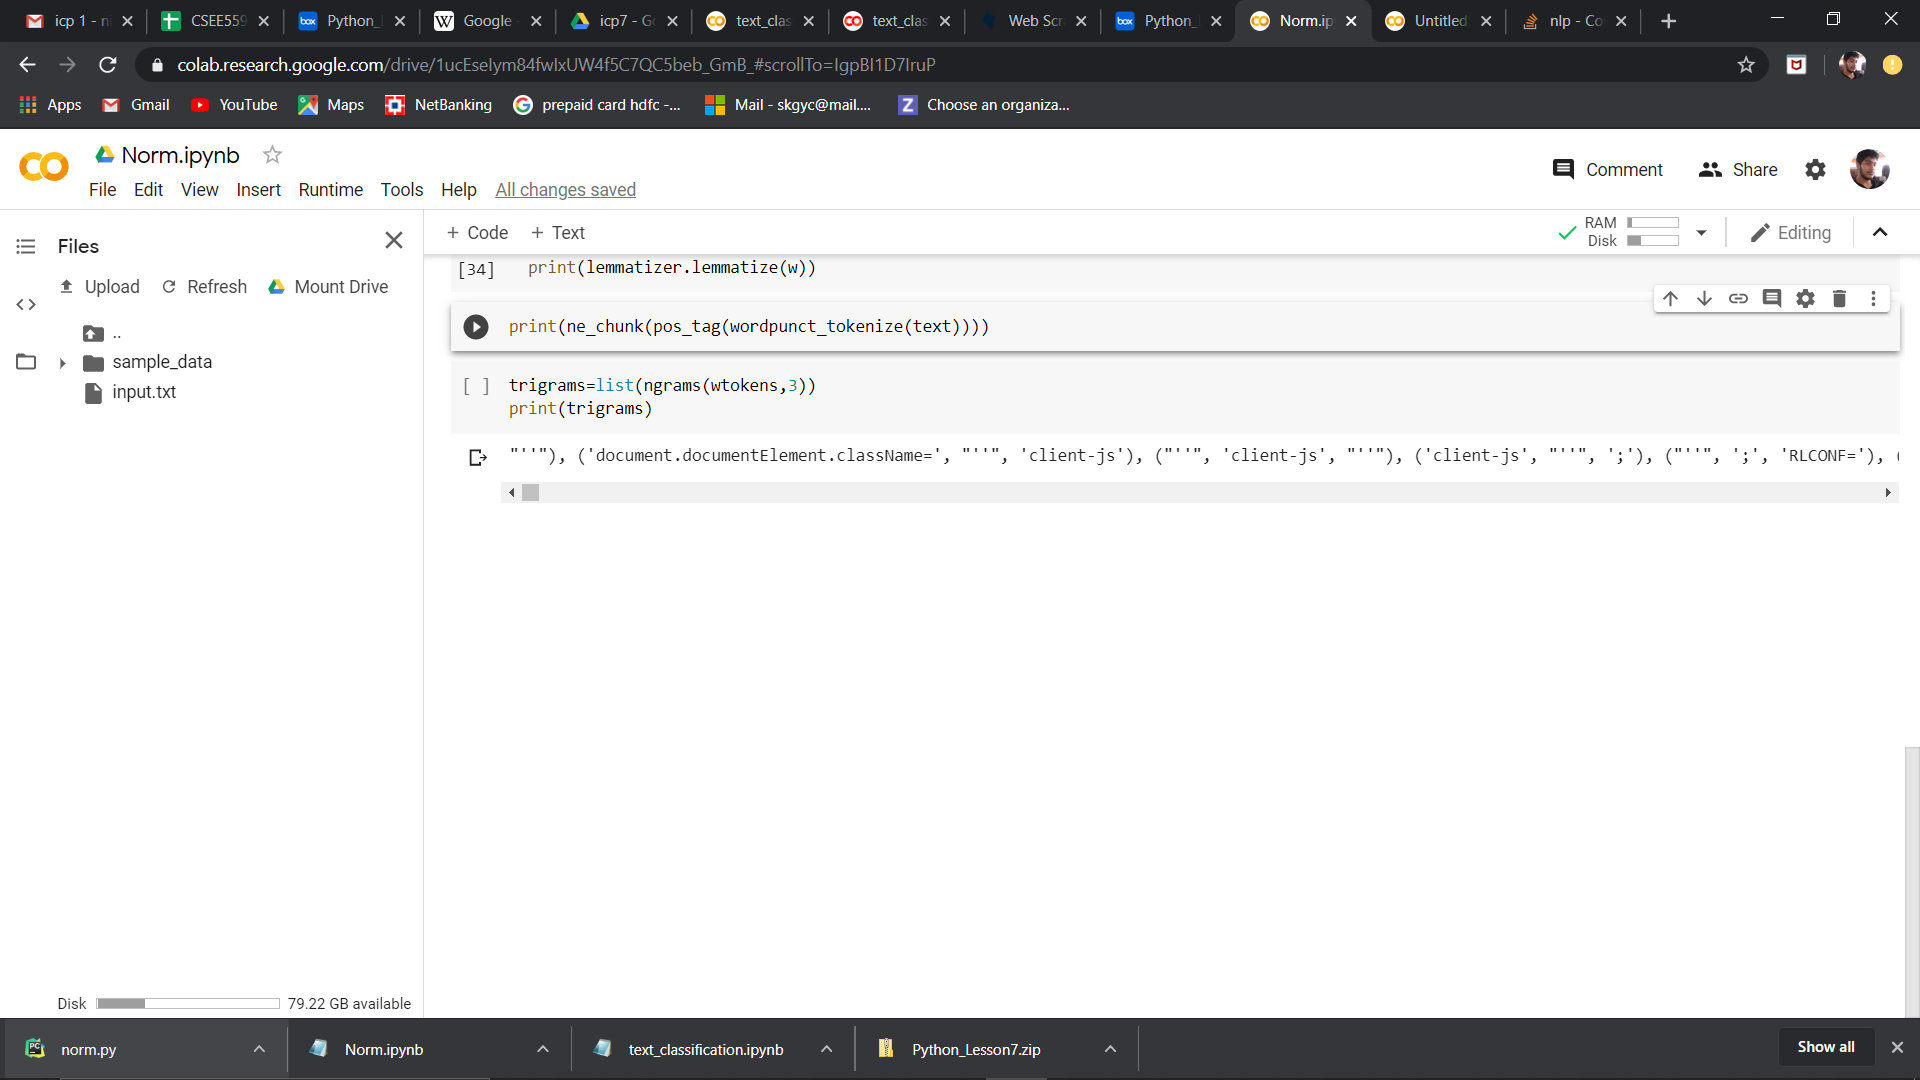 icp 1 - n
CSEE559
Python_
Google -
icp7 - Go
text_clas
text_clas
Web Scr
Python_
Norm.ip
Untitled
nlp - Co
colab.research.google.com/drive/1ucEselym84fwIxUW4f5C7QC5beb_GmB_#scrollTo=IgpBI1D7IruP
Apps Gmail YouTube Maps NetBanking prepaid card hdfc -... Mail - skgyc@mail.... Choose an organiza...
Norm.ipynb
File Edit View Insert Runtime Tools Help All changes saved
Comment Share
Files
Upload Refresh Mount Drive
..
sample_data
input.txt
Disk 79.22 GB available
+ Code + Text
RAM
Disk
Editing
[34] print(lemmatizer.lemmatize(w))
print(ne_chunk(pos_tag(wordpunct_tokenize(text))))
[ ] trigrams=list(ngrams(wtokens,3))
print(trigrams)
"''"), ('document.documentElement.className=', "''", 'client-js'), ("''", 'client-js', "''"), ('client-js', "''", ';'), ("''", ';', 'RLCONF='), (
norm.py
Norm.ipynb
text_classification.ipynb
Python_Lesson7.zip
Show all